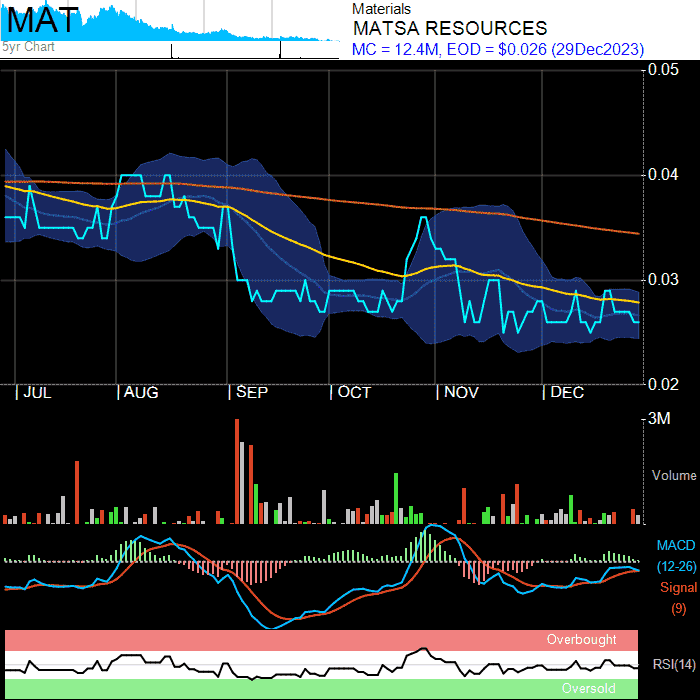 MAT
5yr Chart
Materials
MATSA RESOURCES
MC = 12.4M, EOD = $0.026 (29Dec2023)
0.05
0.04
0.03
0.02
JUL AUG SEP OCT NOV DEC
3M
Volume
MACD
(12-26)
Signal
(9)
Overbought
RSI(14)
Oversold